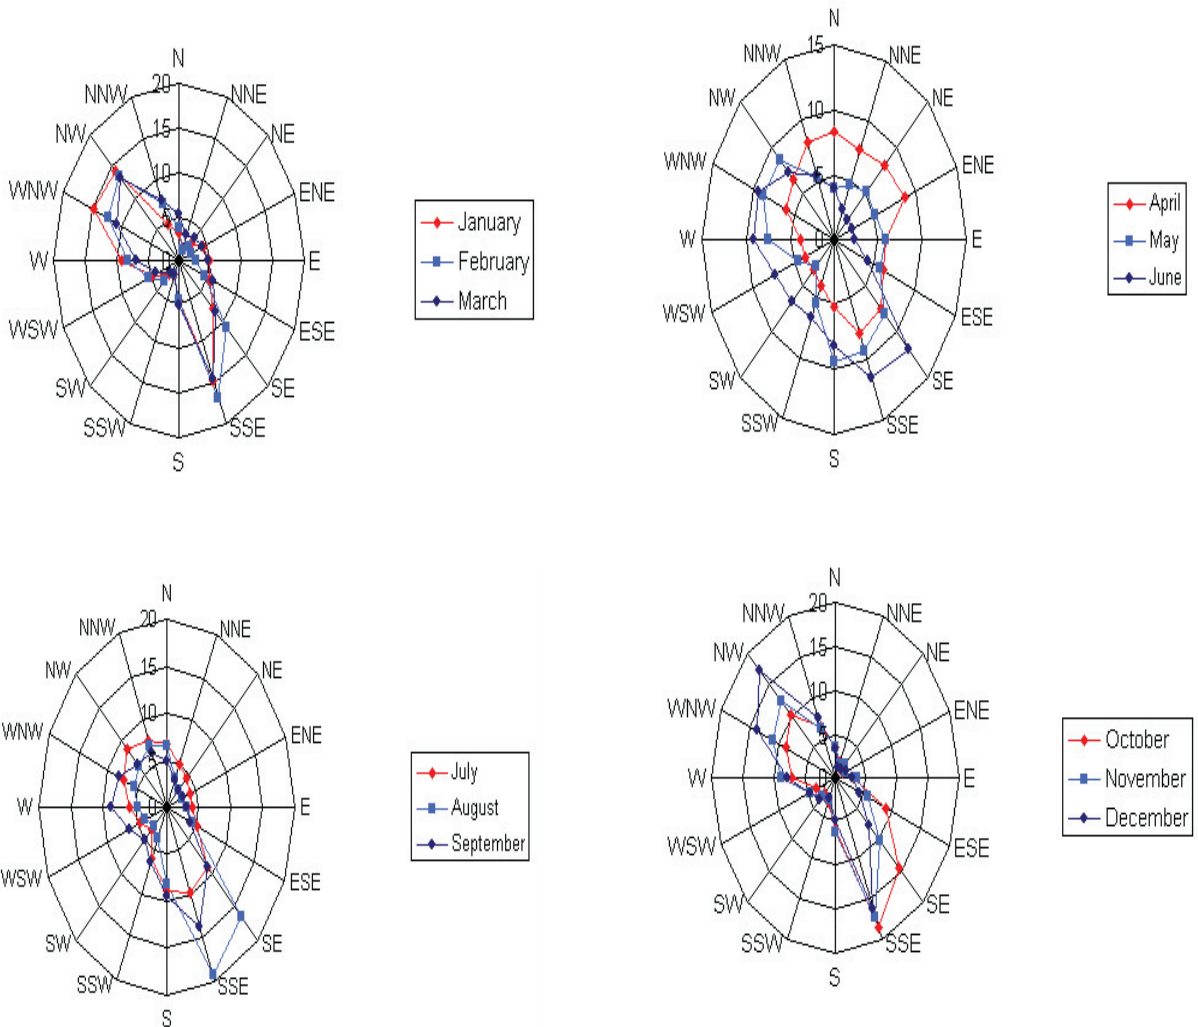 N
NNE
NE
ENE
E
ESE
SE
SSE
S
SSW
SW
WSW
W
WNW
NW
NNW
20
15
10
5
0
January
February
March
N
NNE
NE
ENE
E
ESE
SE
SSE
S
SSW
SW
WSW
W
WNW
NW
NNW
15
10
5
0
April
May
June
N
NNE
NE
ENE
E
ESE
SE
SSE
S
SSW
SW
WSW
W
WNW
NW
NNW
20
15
10
5
0
July
August
September
N
NNE
NE
ENE
E
ESE
SE
SSE
S
SSW
SW
WSW
W
WNW
NW
NNW
20
15
10
5
0
October
November
December